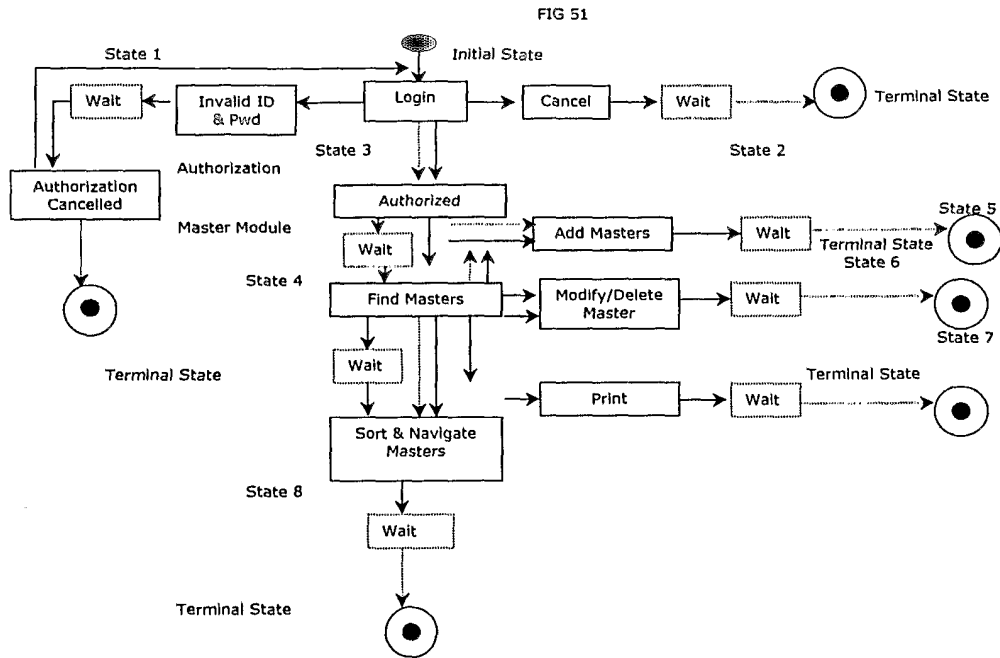 FIG 51
State 1
Initial State
Wait
Invalid ID
& Pwd
Login
Cancel
Wait
Terminal State
State 3
State 2
Authorization
Authorization
Cancelled
Authorized
State 5
Master Module
Wait
Add Masters
Wait
Terminal State
State 6
State 4
Find Masters
Modify/Delete
Master
Wait
State 7
Wait
Terminal State
Terminal State
Print
Wait
Sort & Navigate
Masters
State 8
Wait
Terminal State